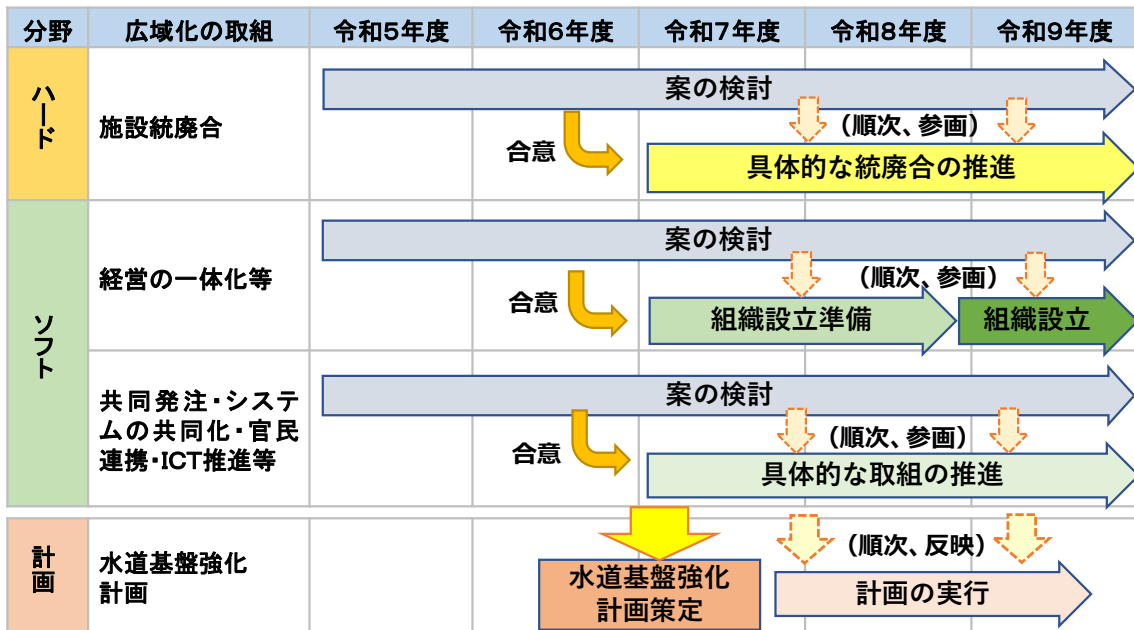 分野
広域化の取組
令和5年度
令和6年度
令和7年度
令和8年度
令和9年度
ハード
施設統廃合
案の検討
合意
(順次、参画)
具体的な統廃合の推進
ソフト
経営の一体化等
案の検討
合意
(順次、参画)
組織設立準備
組織設立
共同発注・システ
ムの共同化・官民
連携・ICT推進等
案の検討
合意
(順次、参画)
具体的な取組の推進
計画
水道基盤強化
計画
水道基盤強化
計画策定
(順次、反映)
計画の実行